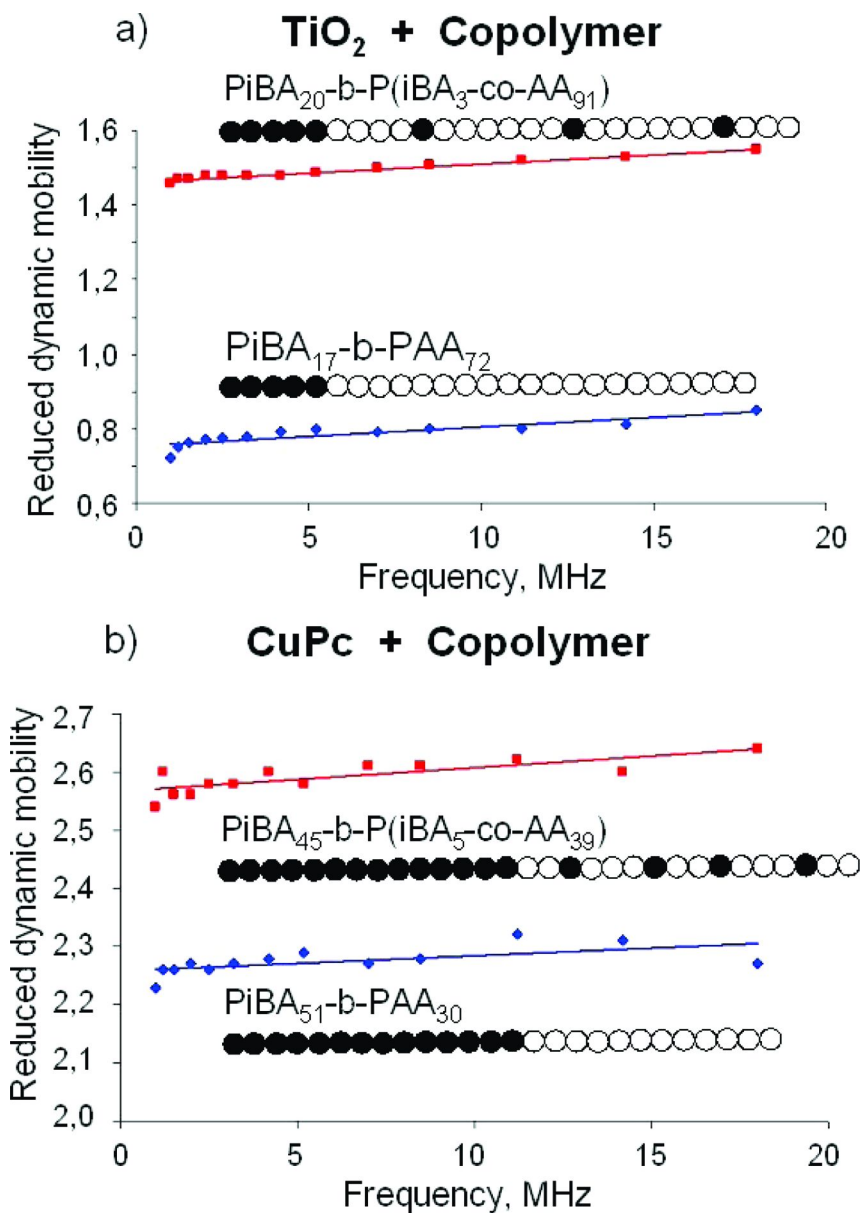 a) TiO₂ + Copolymer
PiBA₂₀-b-P(iBA₃-co-AA₉₁)
1,6
1,4
1,2
PiBA₁₇-b-PAA₇₂
1,0
0,8
0,6
Reduced dynamic mobility
0 5 10 15 20
Frequency, MHz
b) CuPc + Copolymer
2,7
2,6
2,5
PiBA₄₅-b-P(iBA₅-co-AA₃₉)
2,4
2,3
2,2
PiBA₅₁-b-PAA₃₀
2,1
2,0
Reduced dynamic mobility
0 5 10 15 20
Frequency, MHz